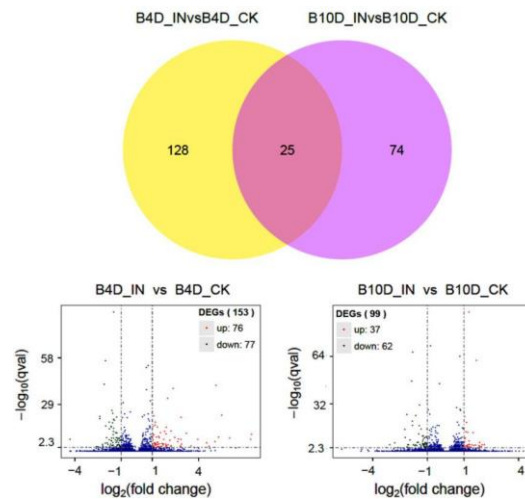 B4D_INvsB4D_CK B10D_INvsB10D_CK
128 25 74
B4D_IN vs B4D_CK
DEGs ( 153 )
up: 76
down: 77
58
29
2.3
−log10(qval)
−4 −1 1 4
log2(fold change)
B10D_IN vs B10D_CK
DEGs ( 99 )
up: 37
down: 62
64
32
2.3
−log10(qval)
−4 −1 1 4
log2(fold change)